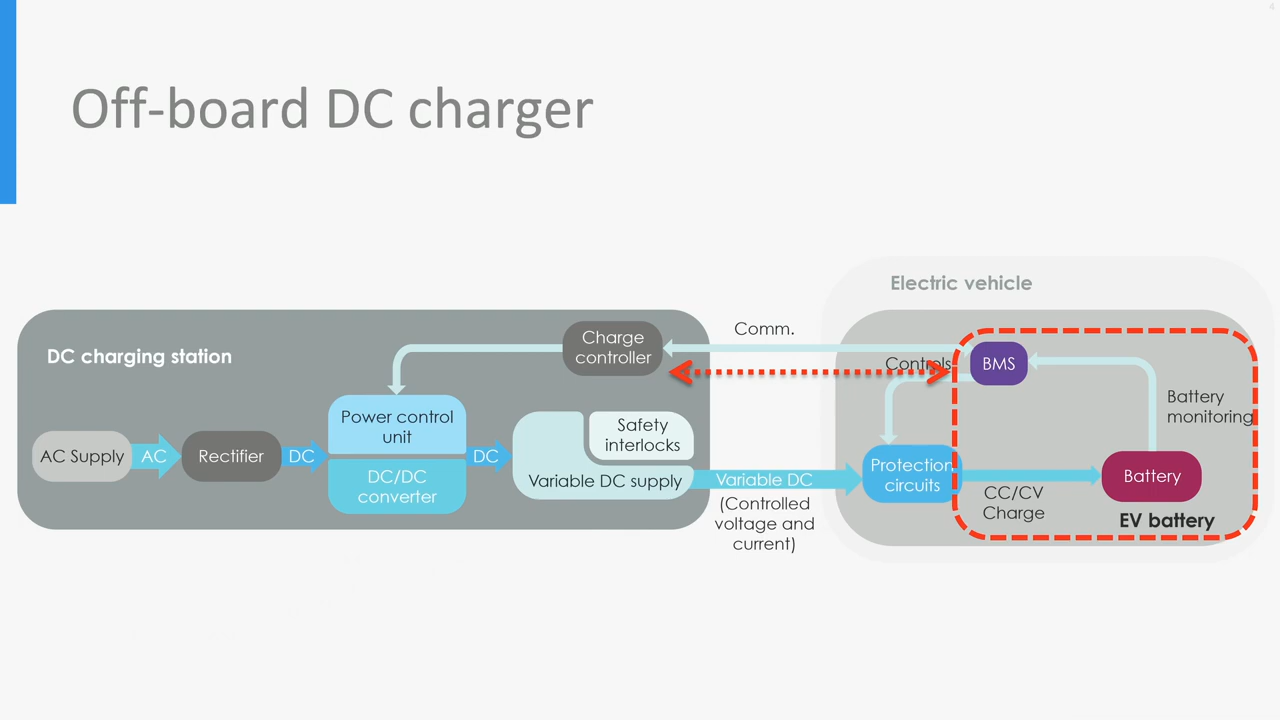 4
Off-board DC charger
Electric vehicle
DC charging station
Charge
controller
Comm.
Controls
BMS
Battery
monitoring
Power control
unit
DC/DC
converter
Safety
interlocks
Variable DC supply
AC Supply
AC
Rectifier
DC
DC
Variable DC
(Controlled
voltage and
current)
Protection
circuits
CC/CV
Charge
Battery
EV battery